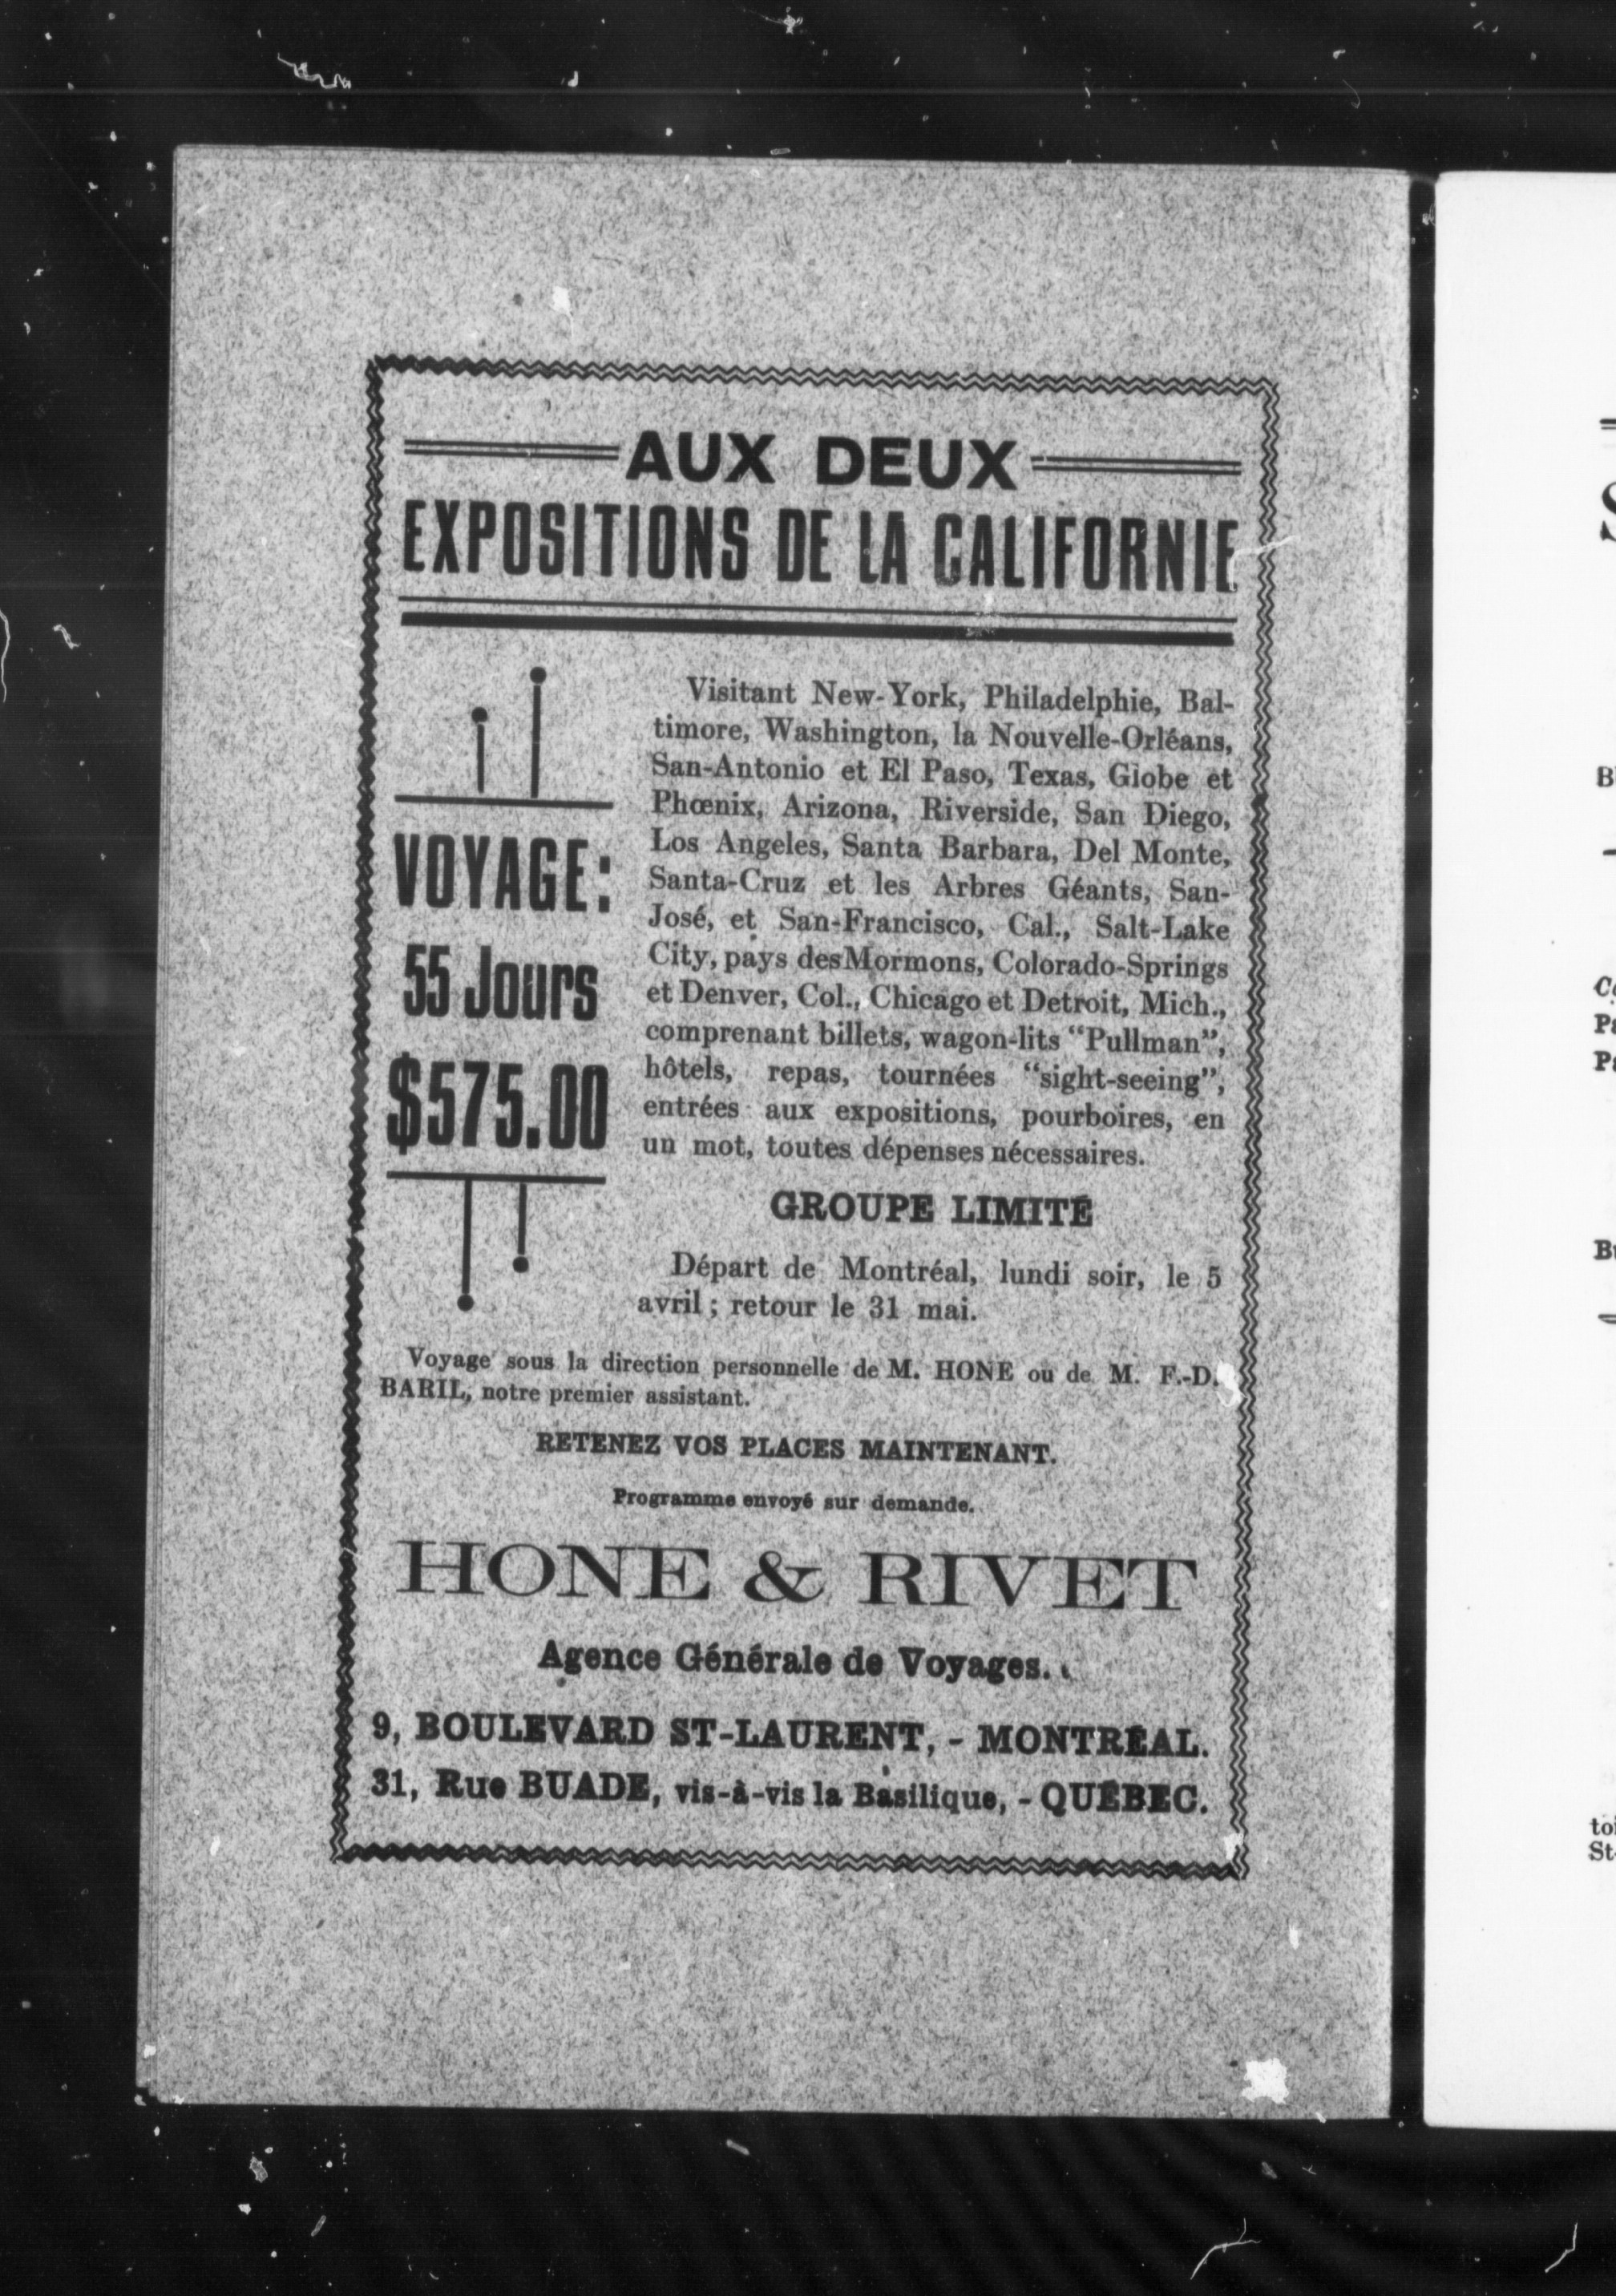 AUX DEUX
EXPOSITIONS DE LA CALIFORNIE
VOYAGE:
55 Jours
$575.00
Visitant New-York, Philadelphie, Bal-
timore, Washington, la Nouvelle-Orléans,
San-Antonio et El Paso, Texas, Globe et
Phœnix, Arizona, Riverside, San Diego,
Los Angeles, Santa Barbara, Del Monte,
Santa-Cruz et les Arbres Géants, San-
José, et San-Francisco, Cal., Salt-Lake
City, pays des Mormons, Colorado-Springs
et Denver, Col., Chicago et Detroit, Mich.,
comprenant billets, wagon-lits “Pullman”,
hôtels, repas, tournées “sight-seeing”,
entrées aux expositions, pourboires, en
un mot, toutes dépenses nécessaires.
GROUPE LIMITÉ
Départ de Montréal, lundi soir, le 5
avril ; retour le 31 mai.
Voyage sous la direction personnelle de M. HONE ou de M. F.-D.
BARIL, notre premier assistant.
RETENEZ VOS PLACES MAINTENANT.
Programme envoyé sur demande.
HONE & RIVET
Agence Générale de Voyages.
9, BOULEVARD ST-LAURENT, - MONTRÉAL.
31, Rue BUADE, vis-à-vis la Basilique, - QUÉBEC.